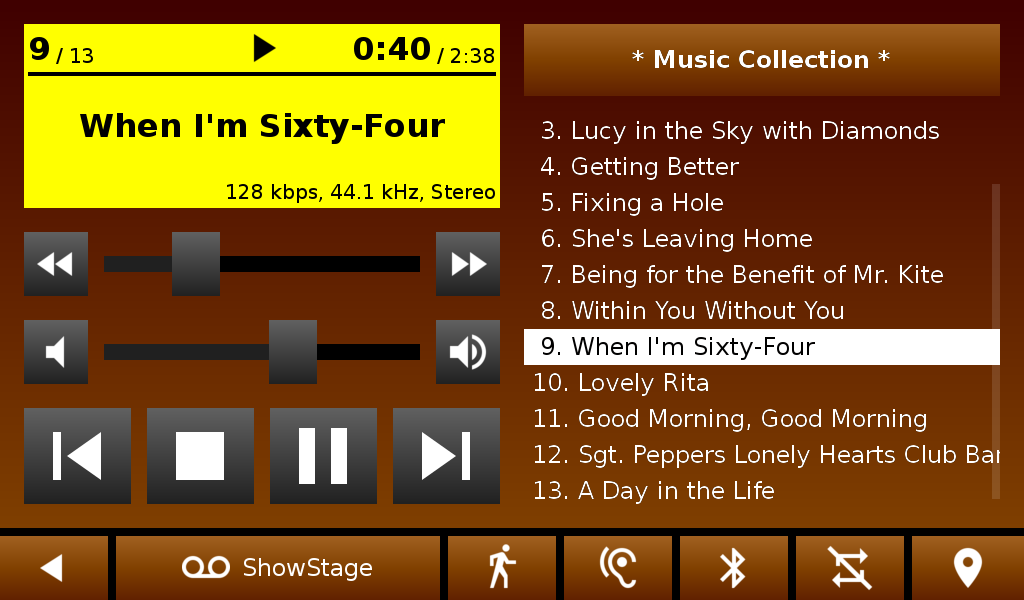 9 / 13 0:40 / 2:38
When I'm Sixty-Four
128 kbps, 44.1 kHz, Stereo
* Music Collection *
3. Lucy in the Sky with Diamonds
4. Getting Better
5. Fixing a Hole
6. She's Leaving Home
7. Being for the Benefit of Mr. Kite
8. Within You Without You
9. When I'm Sixty-Four
10. Lovely Rita
11. Good Morning, Good Morning
12. Sgt. Peppers Lonely Hearts Club
13. A Day in the Life
ShowStage